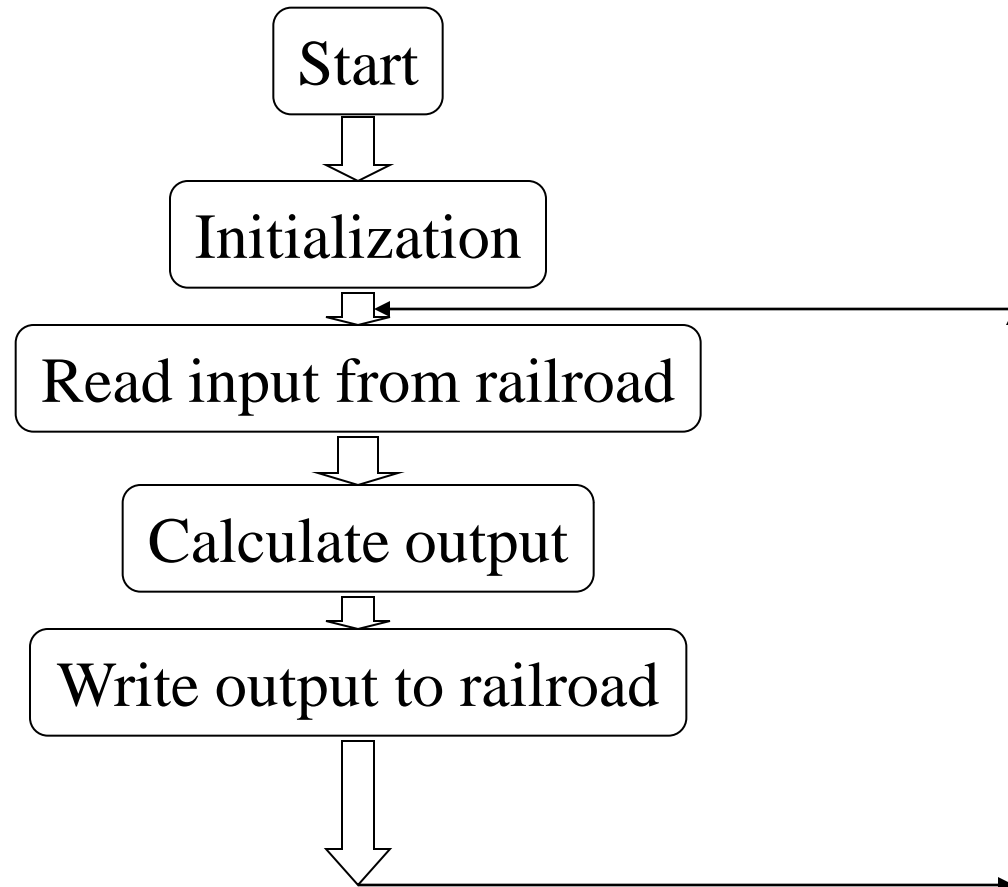 Start
Initialization
Read input from railroad
Calculate output
Write output to railroad